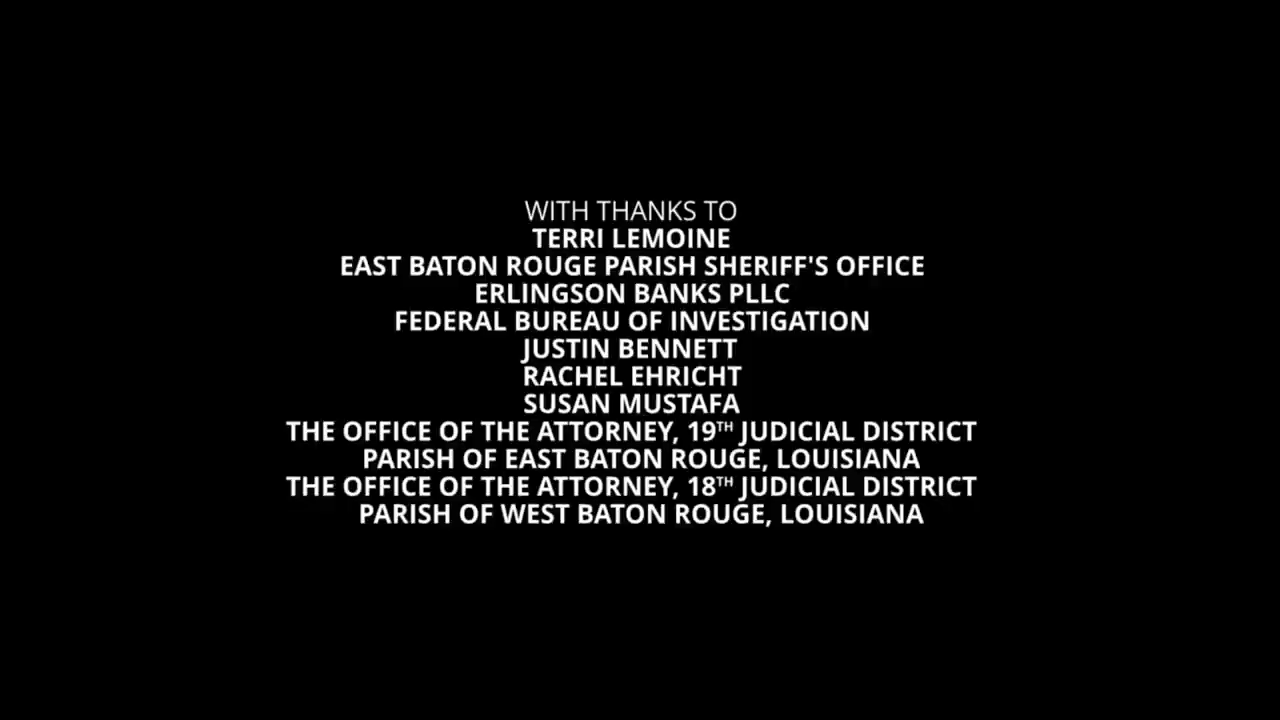 WITH THANKS TO
TERRI LEMOINE
EAST BATON ROUGE PARISH SHERIFF'S OFFICE
ERLINGSON BANKS PLLC
FEDERAL BUREAU OF INVESTIGATION
JUSTIN BENNETT
RACHEL EHRICHT
SUSAN MUSTAFA
THE OFFICE OF THE ATTORNEY, 19TH JUDICIAL DISTRICT
PARISH OF EAST BATON ROUGE, LOUISIANA
THE OFFICE OF THE ATTORNEY, 18TH JUDICIAL DISTRICT
PARISH OF WEST BATON ROUGE, LOUISIANA